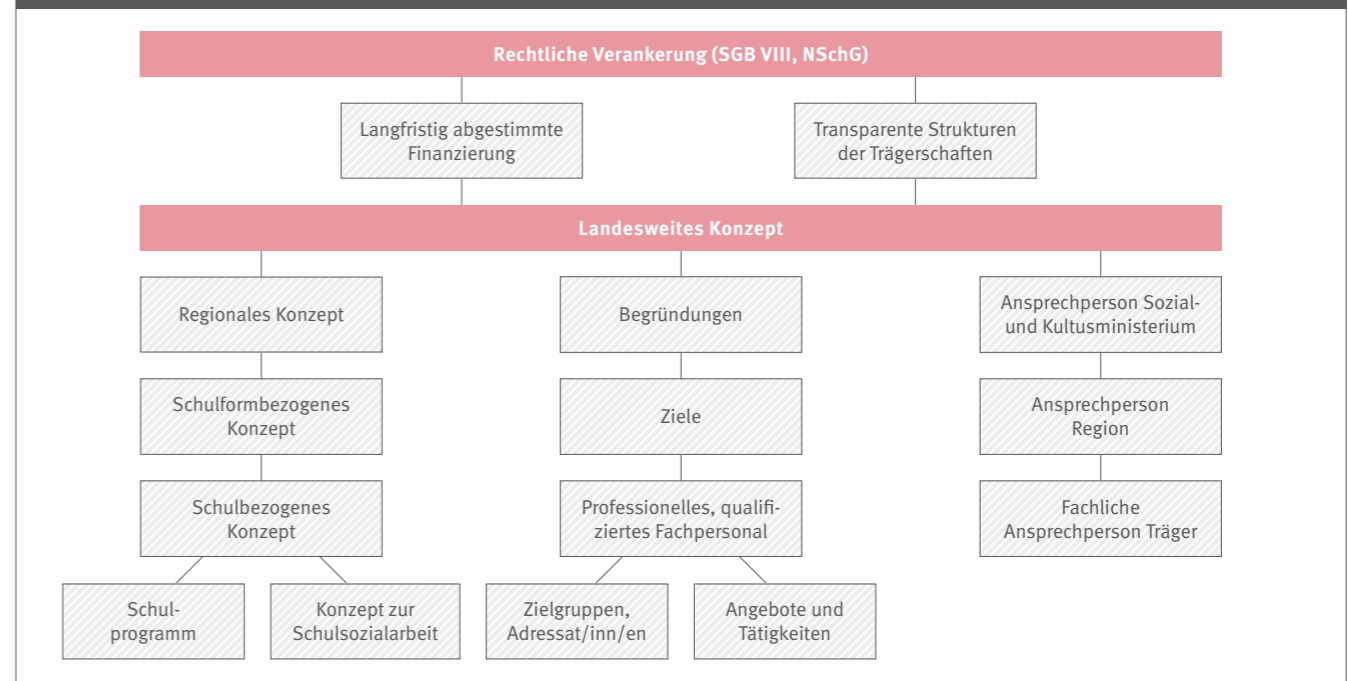 Rechtliche Verankerung (SGB VIII, NSchG)
Langfristig abgestimmte
Finanzierung
Transparente Strukturen
der Trägerschaften
Landesweites Konzept
Regionales Konzept
Begründungen
Ansprechperson Sozial-
und Kultusministerium
Schulformbezogenes
Konzept
Ziele
Ansprechperson
Region
Schulbezogenes
Konzept
Professionelles, qualifi-
ziertes Fachpersonal
Fachliche
Ansprechperson Träger
Schul-
programm
Konzept zur
Schulsozialarbeit
Zielgruppen,
Adressat/inn/en
Angebote und
Tätigkeiten